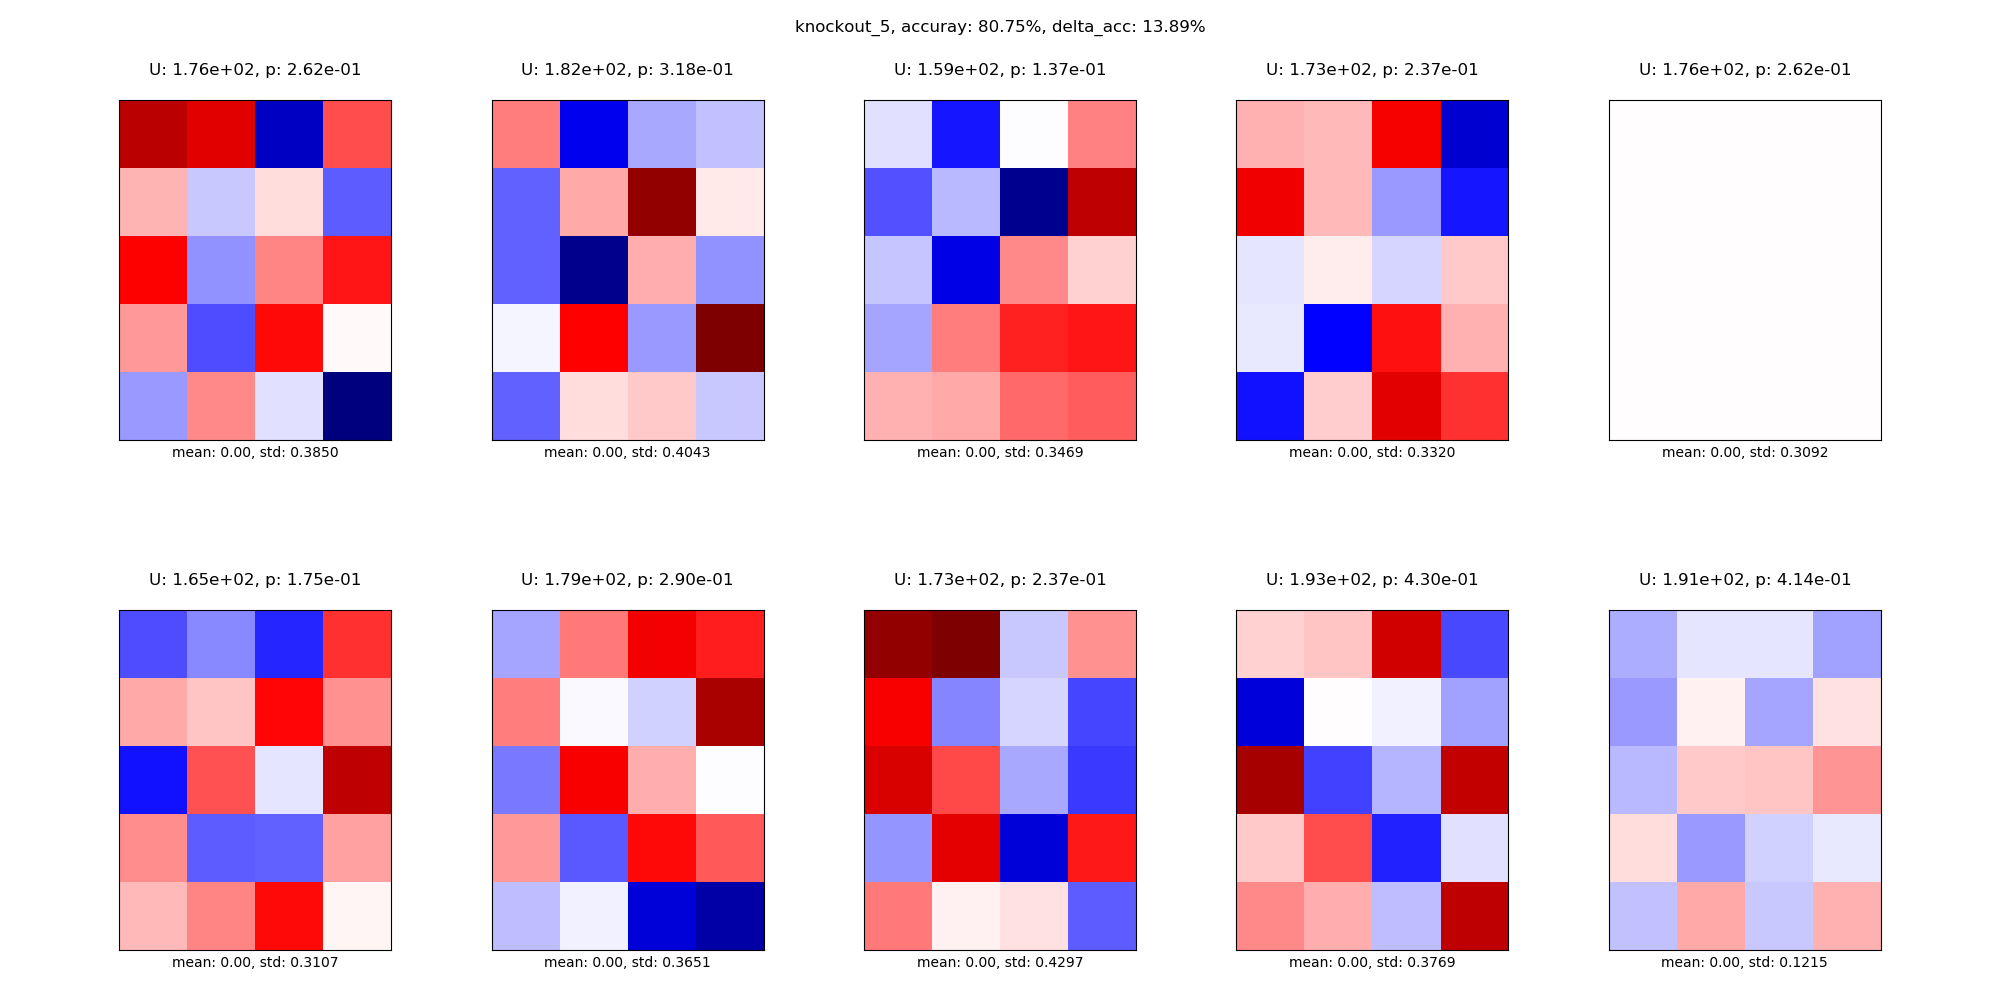 knockout_5, accuray: 80.75%, delta_acc: 13.89%
U: 1.76e+02, p: 2.62e-01
U: 1.82e+02, p: 3.18e-01
U: 1.59e+02, p: 1.37e-01
U: 1.73e+02, p: 2.37e-01
U: 1.76e+02, p: 2.62e-01
mean: 0.00, std: 0.3850
mean: 0.00, std: 0.4043
mean: 0.00, std: 0.3469
mean: 0.00, std: 0.3320
mean: 0.00, std: 0.3092
U: 1.65e+02, p: 1.75e-01
U: 1.79e+02, p: 2.90e-01
U: 1.73e+02, p: 2.37e-01
U: 1.93e+02, p: 4.30e-01
U: 1.91e+02, p: 4.14e-01
mean: 0.00, std: 0.3107
mean: 0.00, std: 0.3651
mean: 0.00, std: 0.4297
mean: 0.00, std: 0.3769
mean: 0.00, std: 0.1215